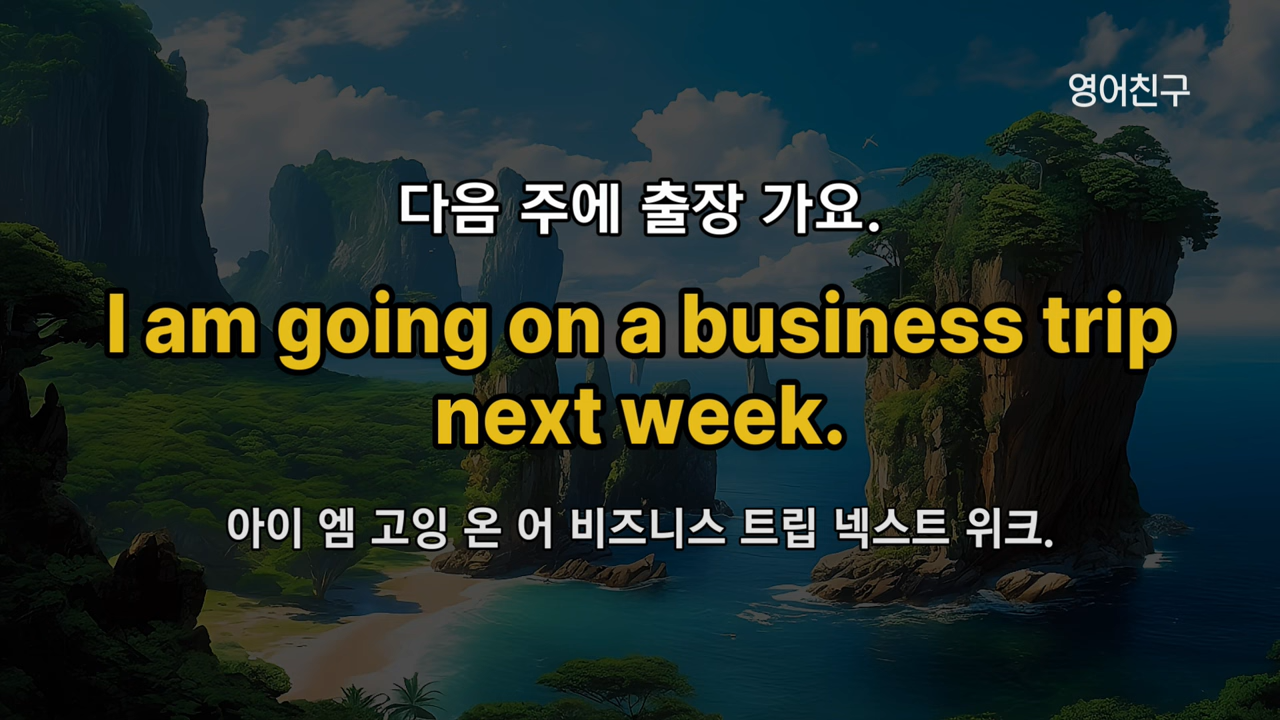 영어친구
다음 주에 출장 가요.
I am going on a business trip
next week.
아이 엠 고잉 온 어 비즈니스 트립 넥스트 위크.